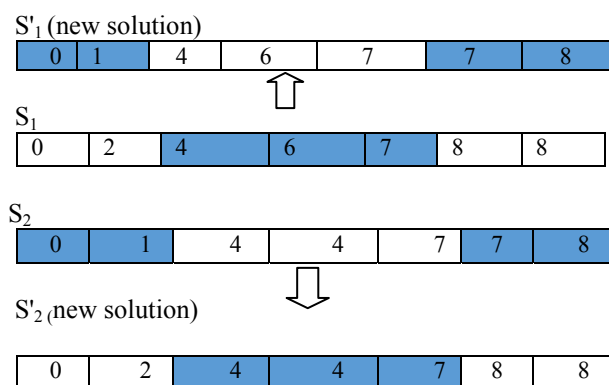 S'1 (new solution)
0 1 4 6 7 7 8
S1
0 2 4 6 7 8 8
S2
0 1 4 4 7 7 8
S'2 (new solution)
0 2 4 4 7 8 8